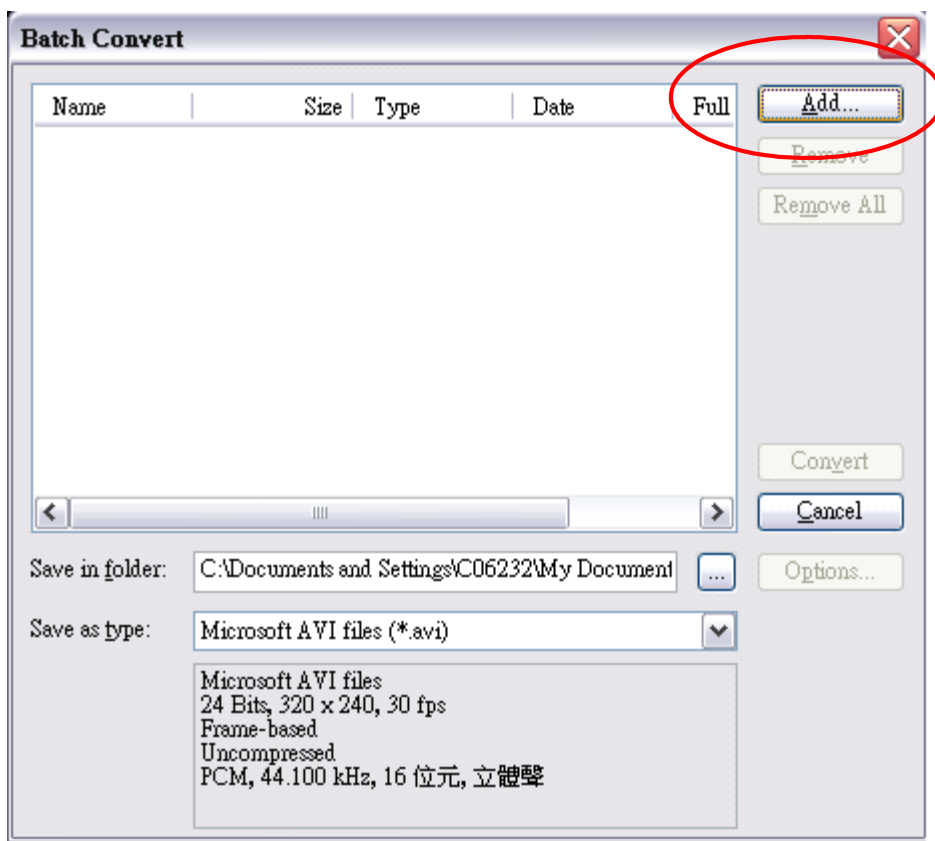 Batch Convert
Name Size Type Date Full
Add...
Remove
Remove All
Convert
Cancel
Save in folder: C:\Documents and Settings\C06232\My Document ...
Options...
Save as type: Microsoft AVI files (*.avi)
Microsoft AVI files
24 Bits, 320 x 240, 30 fps
Frame-based
Uncompressed
PCM, 44.100 kHz, 16 位元, 立體聲